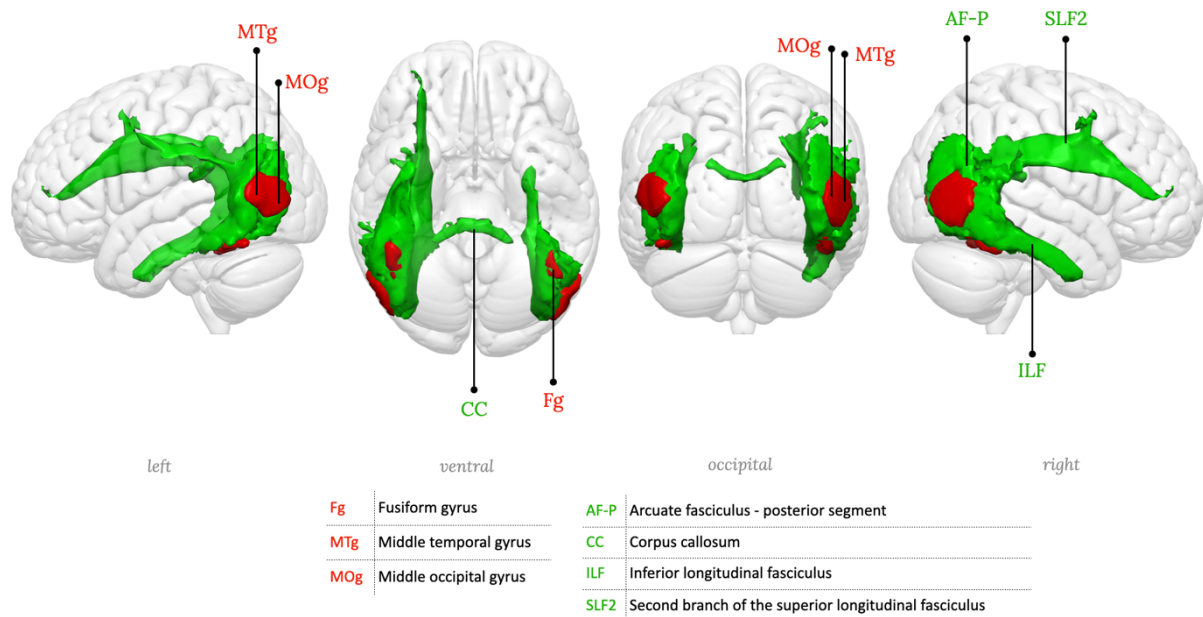 MTg
MOg
MOg
MTg
AF-P
SLF2
CC
Fg
ILF
left
ventral
occipital
right
Fg Fusiform gyrus
MTg Middle temporal gyrus
MOg Middle occipital gyrus
AF-P Arcuate fasciculus - posterior segment
CC Corpus callosum
ILF Inferior longitudinal fasciculus
SLF2 Second branch of the superior longitudinal fasciculus